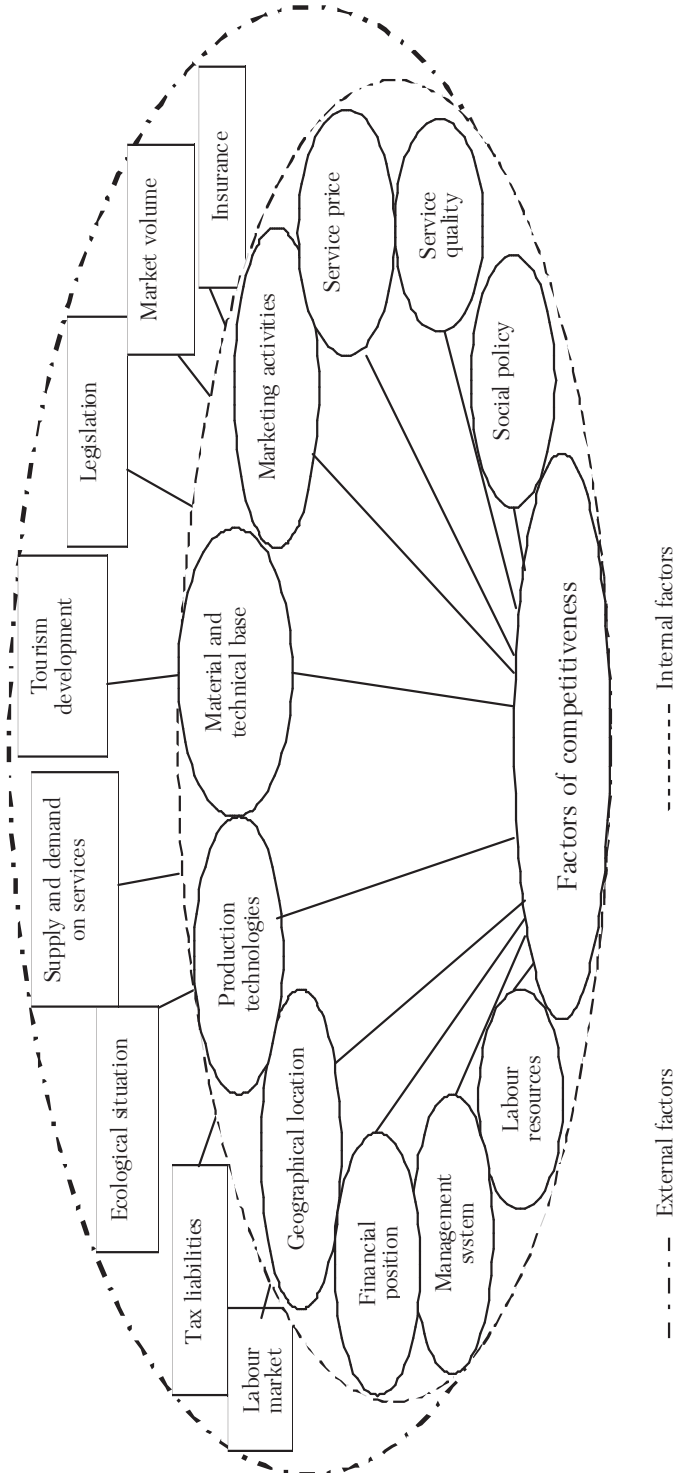 Tourism
development
Supply and demand
on services
Legislation
Ecological situation
Market volume
Tax liabilities
Insurance
Labour
market
Material and
technical base
Production
technologies
Marketing activities
Geographical location
Service price
Financial
position
Service
quality
Management
system
Social policy
Labour
resources
Factors of competitiveness
External factors
Internal factors